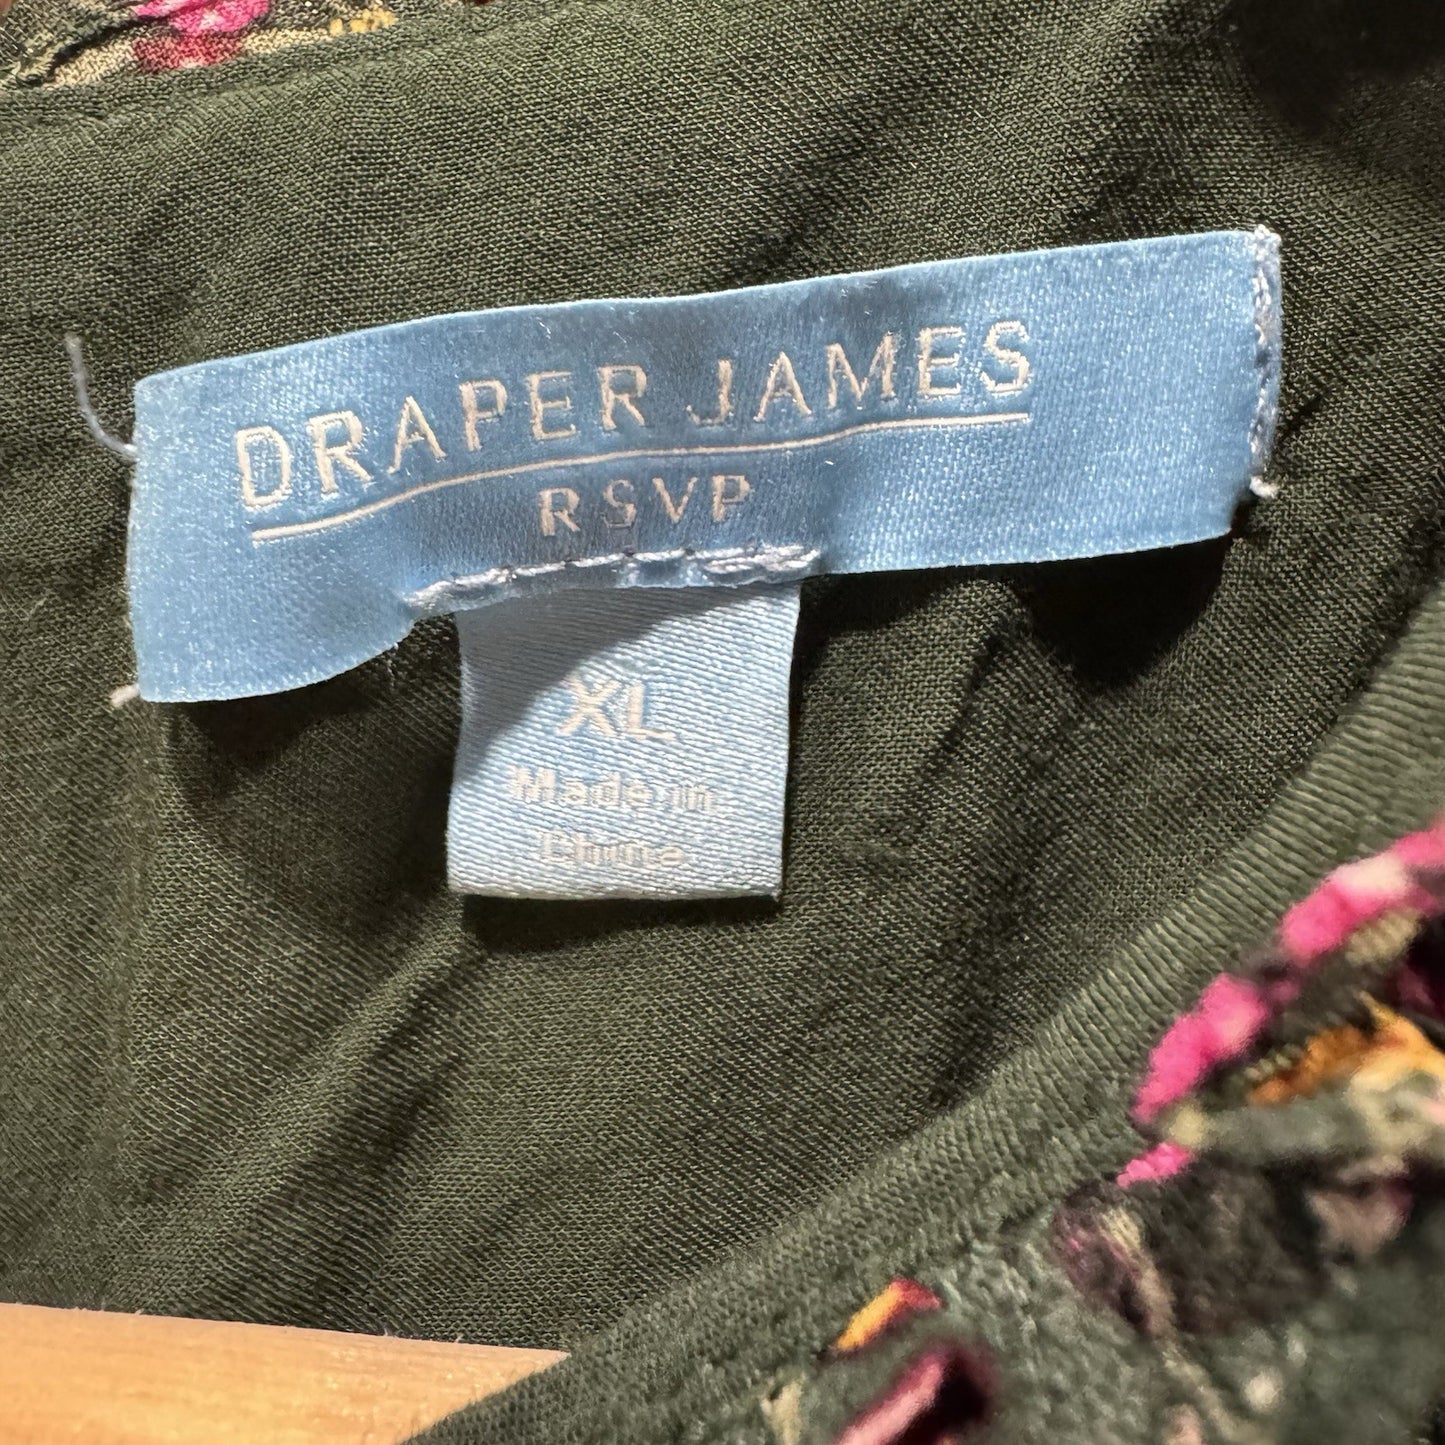 DRAPER JAMES
RSVP
XL
Made in
China